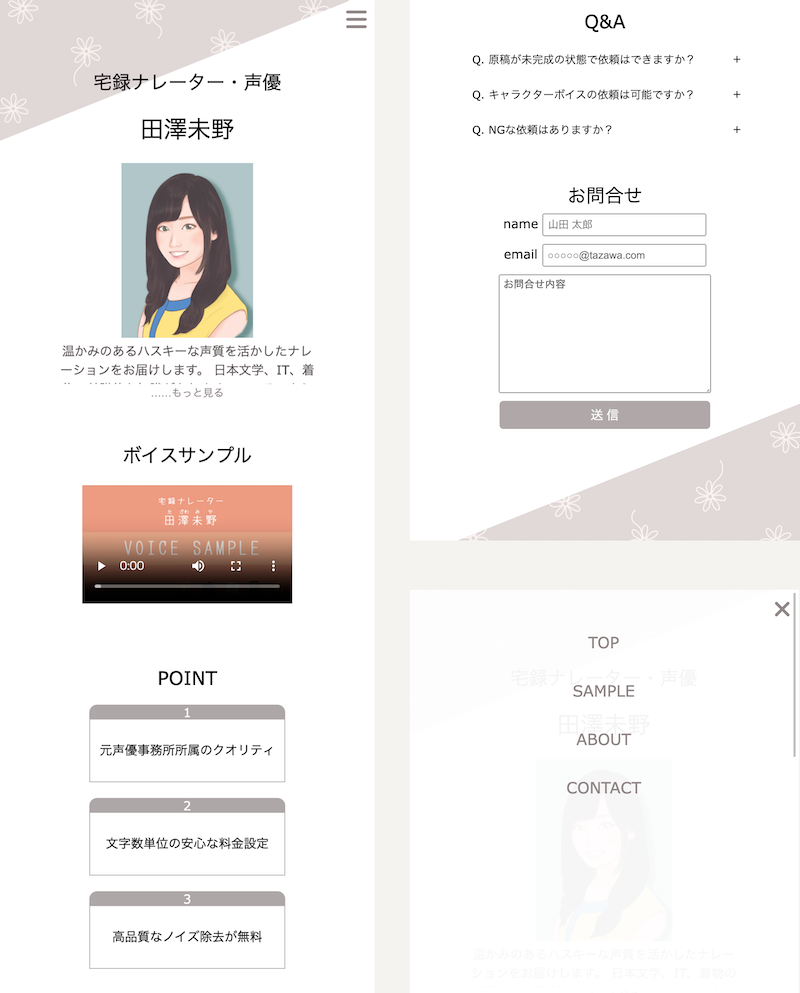 宅録ナレーター・声優
田澤未野
温かみのあるハスキーな声質を活かしたナレ
ーションをお届けします。 日本文学、IT、着
......もっと見る
ボイスサンプル
宅録ナレーター
た ざわ み や
田澤未野
VOICE SAMPLE
0:00
POINT
1
元声優事務所所属のクオリティ
2
文字数単位の安心な料金設定
3
高品質なノイズ除去が無料
Q&A
Q. 原稿が未完成の状態で依頼はできますか？ +
Q. キャラクターボイスの依頼は可能ですか？ +
Q. NGな依頼はありますか？ +
お問合せ
name 山田 太郎
email ○○○○○@tazawa.com
お問合せ内容
送信
TOP
宅録ナレーター・声優
SAMPLE
田澤未野
ABOUT
CONTACT
温かみのあるハスキーな声質を活かしたナレー
ションをお届けします。 日本文学、IT、着物の